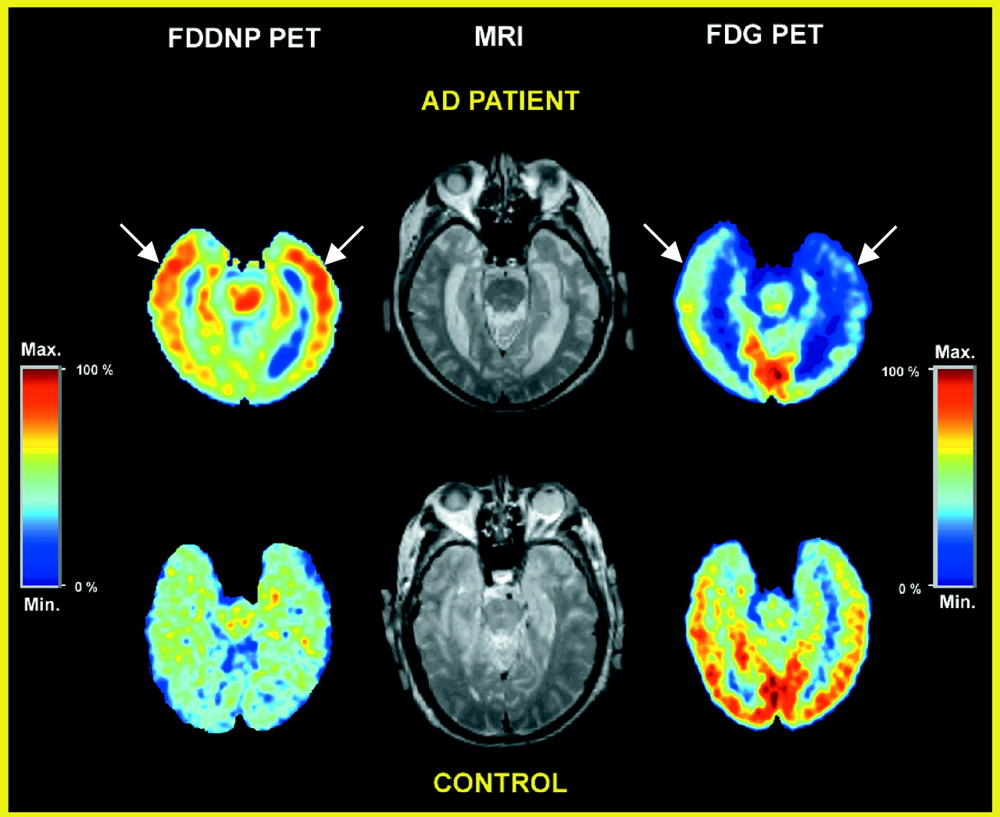 FDDNP PET
MRI
FDG PET
AD PATIENT
Max.
100 %
0 %
Min.
Max.
100 %
0 %
Min.
CONTROL